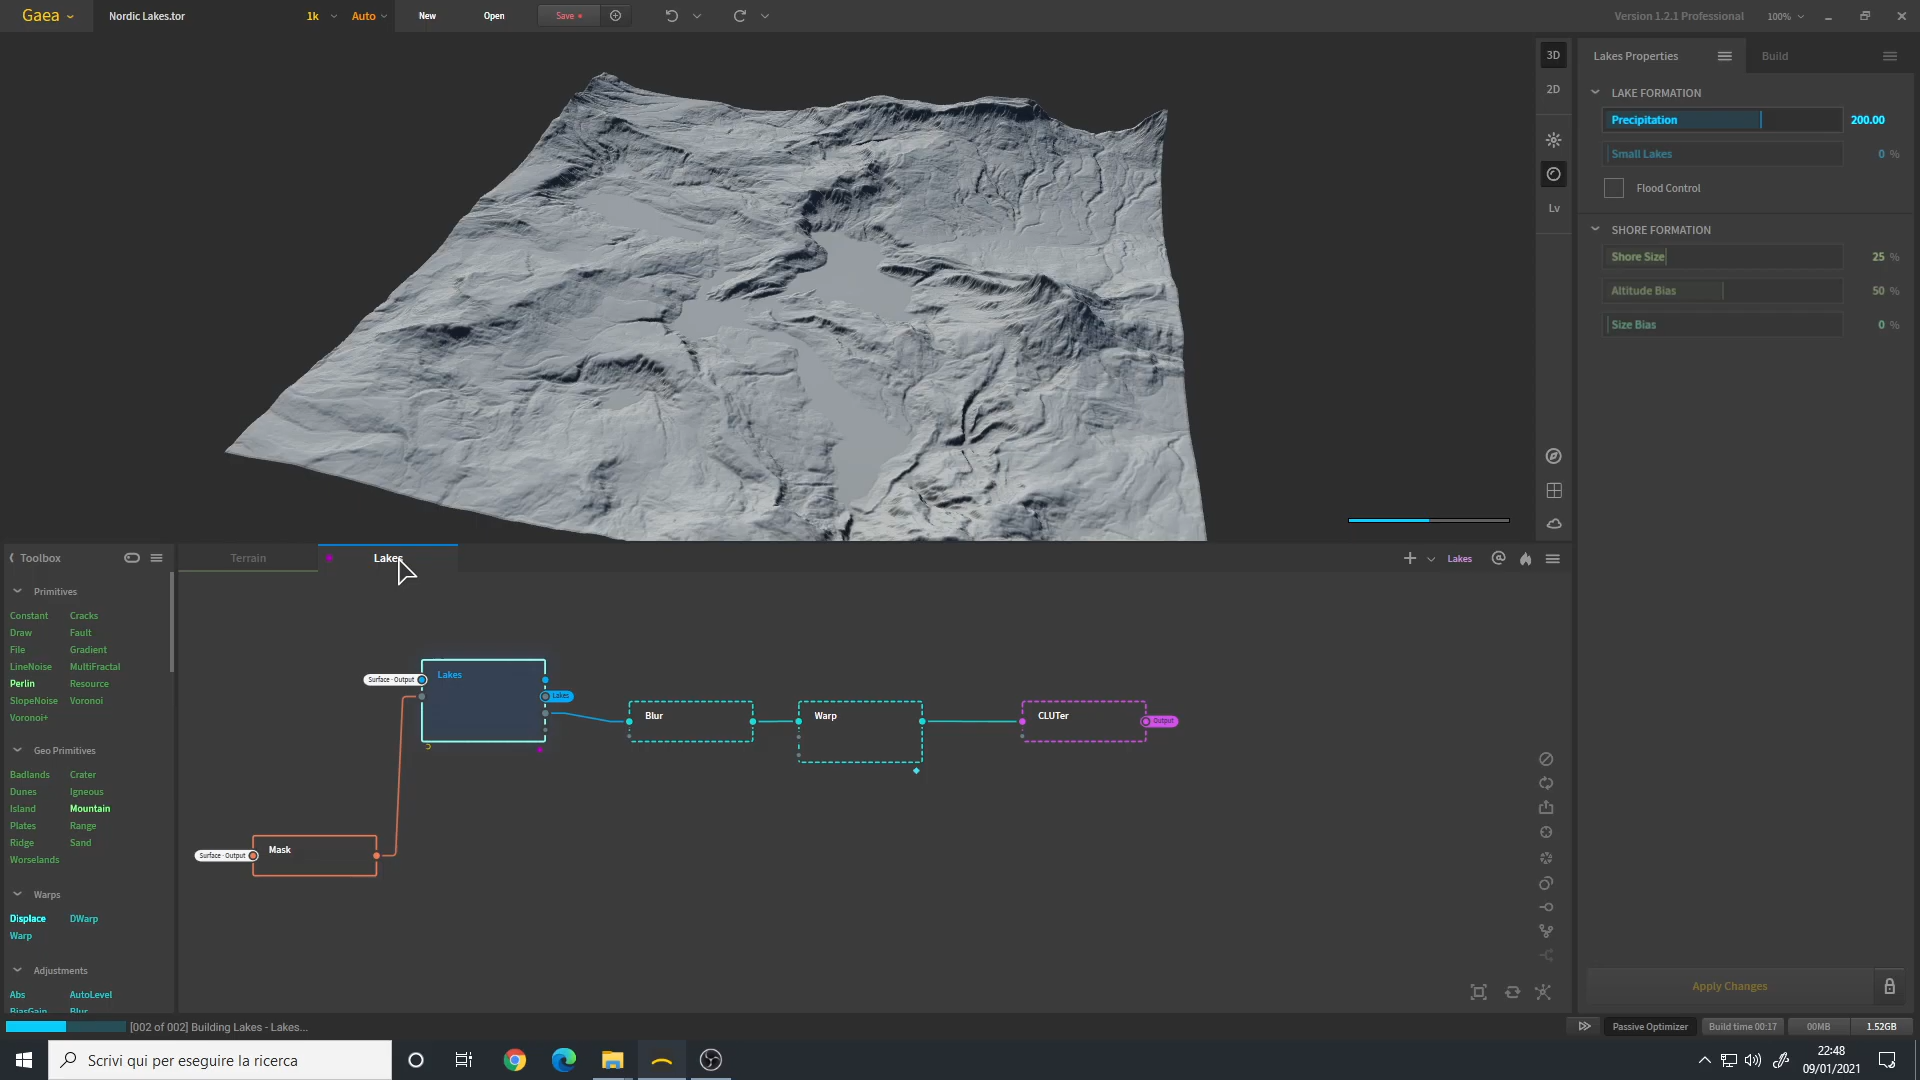 Gaea
Nordic Lakes.tor
1k
Auto
New
Open
Save
Version 1.2.1 Professional
100%
3D
2D
Lv
Lakes Properties
Build
LAKE FORMATION
Precipitation 200.00
Small Lakes 0 %
Flood Control
SHORE FORMATION
Shore Size 25 %
Altitude Bias 50 %
Size Bias 0 %
Apply Changes
Toolbox
Terrain
Lakes
Lakes
Primitives
Constant Cracks
Draw Fault
File Gradient
LineNoise MultiFractal
Perlin Resource
SlopeNoise Voronoi
Voronoi+
Geo Primitives
Badlands Crater
Dunes Igneous
Island Mountain
Plates Range
Ridge Sand
Worselands
Warps
Displace DWarp
Warp
Adjustments
Abs AutoLevel
BiasGain Blur
Surface - Output
Lakes
Lakes
Blur
Warp
CLUTer
Output
Surface - Output
Mask
[002 of 002] Building Lakes - Lakes...
Passive Optimizer
Build time 00:17
00MB
1.52GB
Scrivi qui per eseguire la ricerca
22:48
09/01/2021